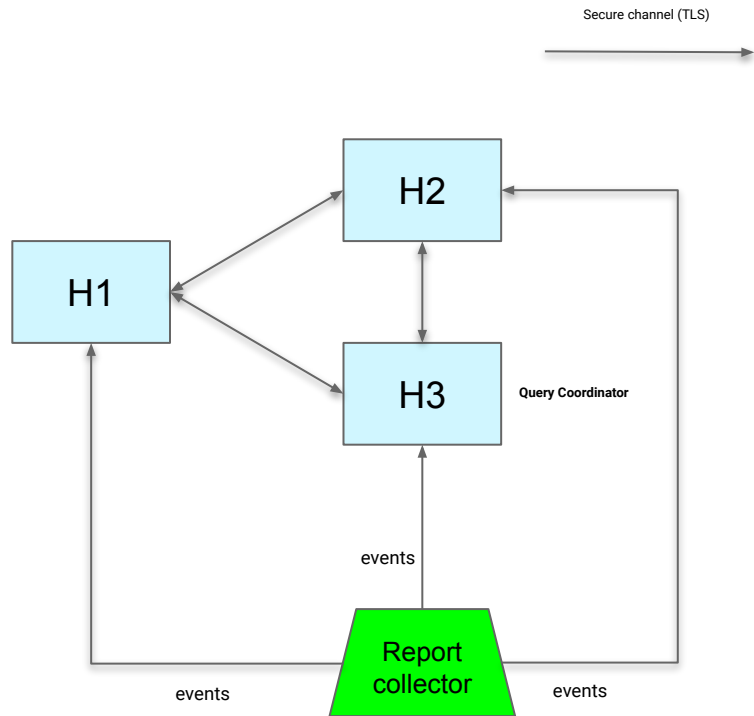 Secure channel (TLS)
H2
H1
H3
Query Coordinator
events
Report
collector
events
events